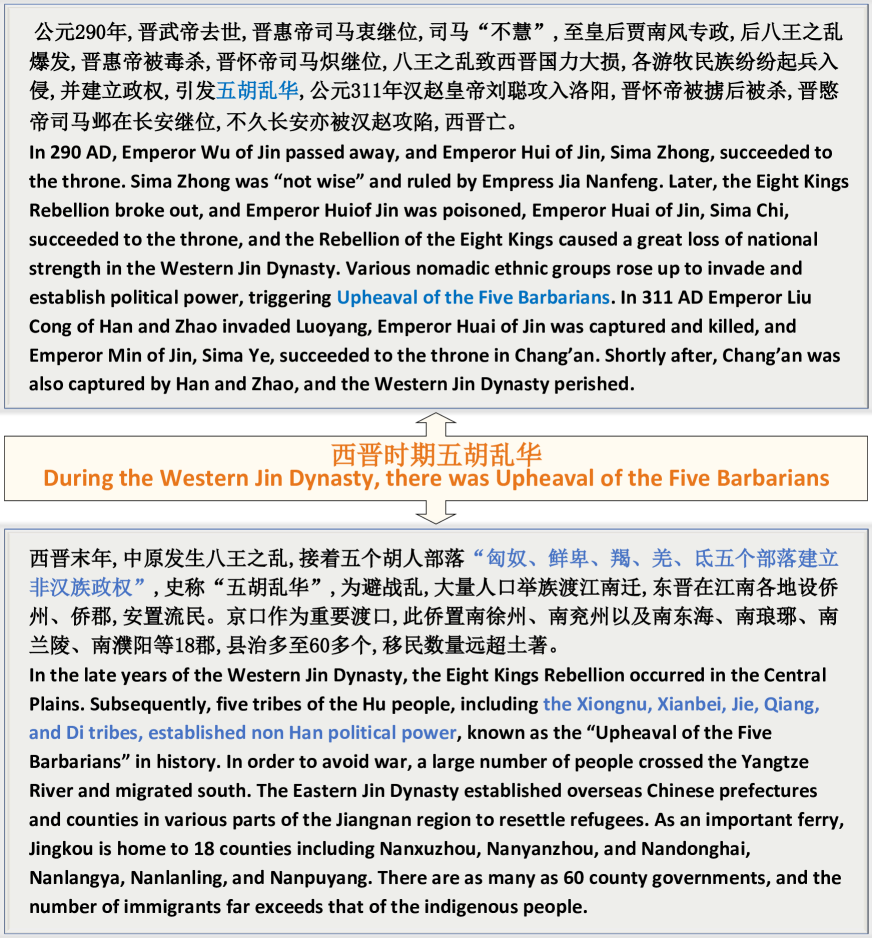 公元290年,晋武帝去世,晋惠帝司马衷继位,司马“不慧”,至皇后贾南风专政,后八王之乱
爆发,晋惠帝被毒杀,晋怀帝司马炽继位,八王之乱致西晋国力大损,各游牧民族纷纷起兵入
侵,并建立政权,引发五胡乱华,公元311年汉赵皇帝刘聪攻入洛阳,晋怀帝被掳后被杀,晋愍
帝司马邺在长安继位,不久长安亦被汉赵攻陷,西晋亡。
In 290 AD, Emperor Wu of Jin passed away, and Emperor Hui of Jin, Sima Zhong, succeeded to
the throne. Sima Zhong was “not wise” and ruled by Empress Jia Nanfeng. Later, the Eight Kings
Rebellion broke out, and Emperor Huiof Jin was poisoned, Emperor Huai of Jin, Sima Chi,
succeeded to the throne, and the Rebellion of the Eight Kings caused a great loss of national
strength in the Western Jin Dynasty. Various nomadic ethnic groups rose up to invade and
establish political power, triggering Upheaval of the Five Barbarians. In 311 AD Emperor Liu
Cong of Han and Zhao invaded Luoyang, Emperor Huai of Jin was captured and killed, and
Emperor Min of Jin, Sima Ye, succeeded to the throne in Chang’an. Shortly after, Chang’an was
also captured by Han and Zhao, and the Western Jin Dynasty perished.
西晋时期五胡乱华
During the Western Jin Dynasty, there was Upheaval of the Five Barbarians
西晋末年,中原发生八王之乱,接着五个胡人部落“匈奴、鲜卑、羯、羌、氐五个部落建立
非汉族政权”,史称“五胡乱华”,为避战乱,大量人口举族渡江南迁,东晋在江南各地设侨
州、侨郡,安置流民。京口作为重要渡口,此侨置南徐州、南兖州以及南东海、南琅琊、南
兰陵、南濮阳等18郡,县治多至60多个,移民数量远超土著。
In the late years of the Western Jin Dynasty, the Eight Kings Rebellion occurred in the Central
Plains. Subsequently, five tribes of the Hu people, including the Xiongnu, Xianbei, Jie, Qiang,
and Di tribes, established non Han political power, known as the “Upheaval of the Five
Barbarians” in history. In order to avoid war, a large number of people crossed the Yangtze
River and migrated south. The Eastern Jin Dynasty established overseas Chinese prefectures
and counties in various parts of the Jiangnan region to resettle refugees. As an important ferry,
Jingkou is home to 18 counties including Nanxuzhou, Nanyanzhou, and Nandonghai,
Nanlangya, Nanlanling, and Nanpuyang. There are as many as 60 county governments, and the
number of immigrants far exceeds that of the indigenous people.